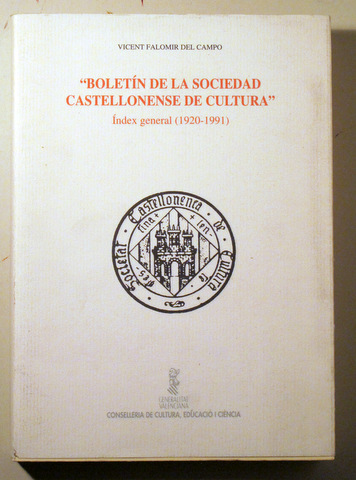 VICENT FALOMIR DEL CAMPO
“BOLETÍN DE LA SOCIEDAD
CASTELLONENSE DE CULTURA”
Índex general (1920-1991)
Societat Castellonenca de Cultura
GENERALITAT
VALENCIANA
CONSELLERIA DE CULTURA, EDUCACIÓ I CIÈNCIA